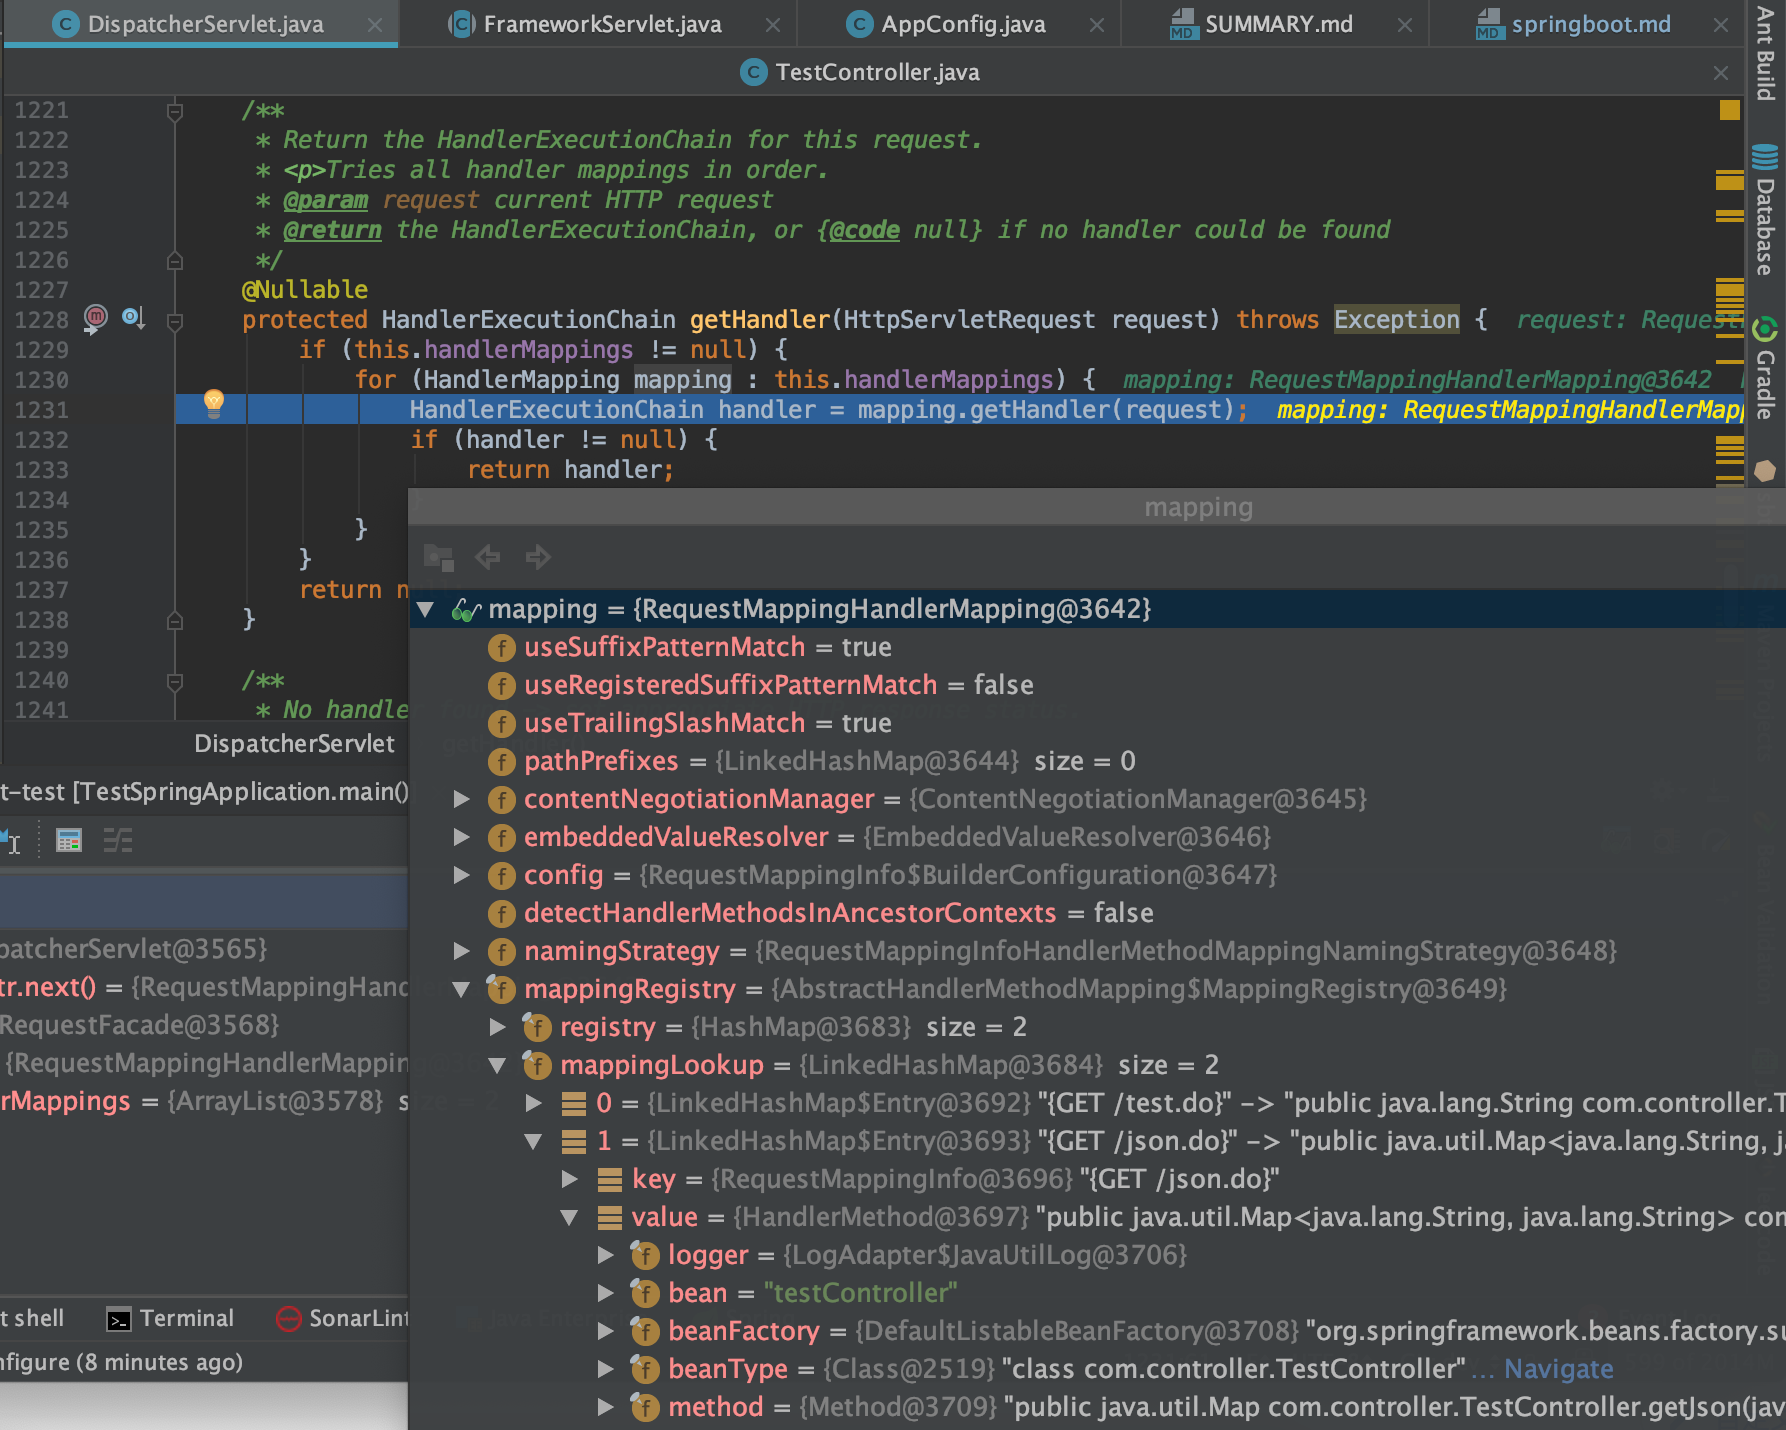 DispatcherServlet.java
FrameworkServlet.java
AppConfig.java
SUMMARY.md
springboot.md
TestController.java
1221 /**
1222 * Return the HandlerExecutionChain for this request.
1223 * <p>Tries all handler mappings in order.
1224 * @param request current HTTP request
1225 * @return the HandlerExecutionChain, or {@code null} if no handler could be found
1226 */
1227 @Nullable
1228 protected HandlerExecutionChain getHandler(HttpServletRequest request) throws Exception { request:
1229 if (this.handlerMappings != null) {
1230 for (HandlerMapping mapping : this.handlerMappings) { mapping: RequestMappingHandlerMapping@3642
1231 HandlerExecutionChain handler = mapping.getHandler(request); mapping: RequestMappingHandlerMapp
1232 if (handler != null) {
1233 return handler;
1234
1235 }
1236 }
1237 return
1238 }
1239
1240 /**
1241 * No handler
DispatcherServlet
t-test [TestSpringApplication.main()
patcherServlet@3565}
tr.next() = {RequestMappingHand
RequestFacade@3568}
{RequestMappingHandlerMapping
rMappings = {ArrayList@3578}
t shell
Terminal
SonarLint
nfigure (8 minutes ago)
mapping
mapping = {RequestMappingHandlerMapping@3642}
useSuffixPatternMatch = true
useRegisteredSuffixPatternMatch = false
useTrailingSlashMatch = true
pathPrefixes = {LinkedHashMap@3644} size = 0
contentNegotiationManager = {ContentNegotiationManager@3645}
embeddedValueResolver = {EmbeddedValueResolver@3646}
config = {RequestMappingInfo$BuilderConfiguration@3647}
detectHandlerMethodsInAncestorContexts = false
namingStrategy = {RequestMappingInfoHandlerMethodMappingNamingStrategy@3648}
mappingRegistry = {AbstractHandlerMethodMapping$MappingRegistry@3649}
registry = {HashMap@3683} size = 2
mappingLookup = {LinkedHashMap@3684} size = 2
0 = {LinkedHashMap$Entry@3692} "{GET /test.do}" -> "public java.lang.String com.controller.T
1 = {LinkedHashMap$Entry@3693} "{GET /json.do}" -> "public java.util.Map<java.lang.String, ja
key = {RequestMappingInfo@3696} "{GET /json.do}"
value = {HandlerMethod@3697} "public java.util.Map<java.lang.String, java.lang.String> com
logger = {LogAdapter$JavaUtilLog@3706}
bean = "testController"
beanFactory = {DefaultListableBeanFactory@3708} "org.springframework.beans.factory.su
beanType = {Class@2519} "class com.controller.TestController" ... Navigate
method = {Method@3709} "public java.util.Map com.controller.TestController.getJson(jav
Ant Build
Database
Gradle